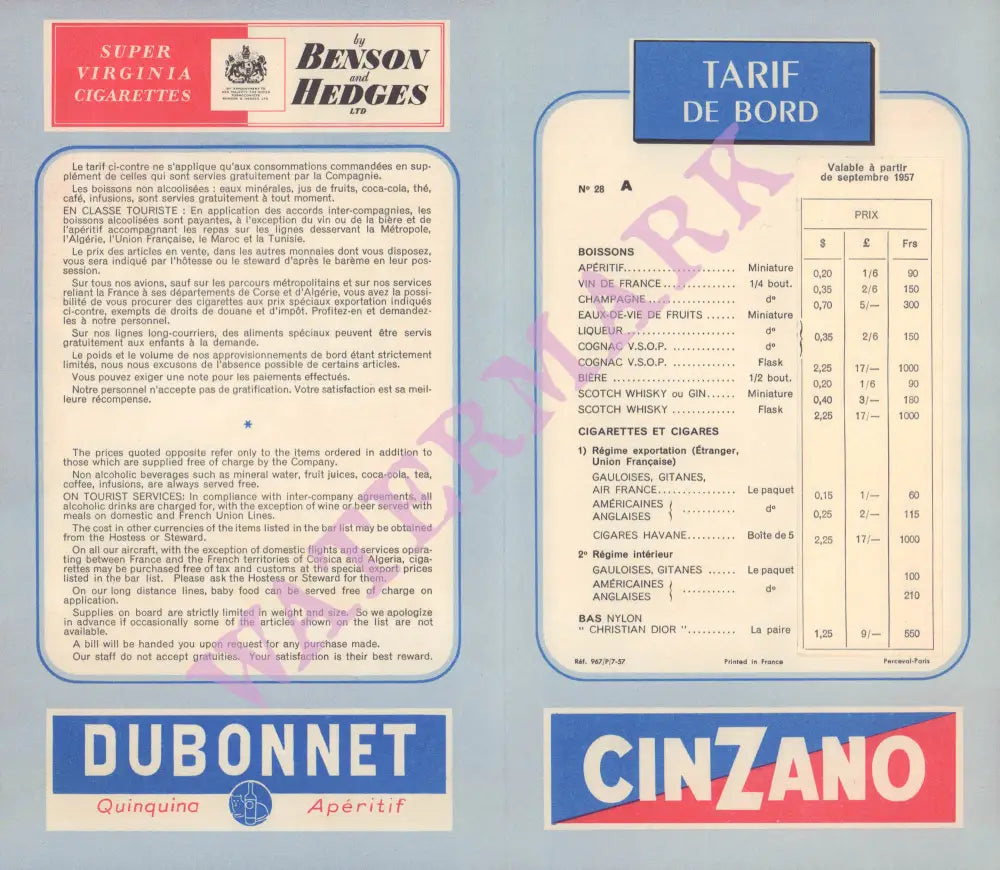 SUPER
VIRGINIA
CIGARETTES
by
BENSON
and
HEDGES
LTD
Le tarif ci-contre ne s'applique qu'aux consommations commandées en sup-
plément de celles qui sont servies gratuitement par la Compagnie.
Les boissons non alcoolisées : eaux minérales, jus de fruits, coca-cola, thé,
café, infusions, sont servies gratuitement à tout moment.
EN CLASSE TOURISTE : En application des accords inter-compagnies, les
boissons alcoolisées sont payantes, à l'exception du vin ou de la bière et de
l'apéritif accompagnant les repas sur les lignes desservant la Métropole,
l'Algérie, l'Union Française, le Maroc et la Tunisie.
Le prix des articles en vente, dans les autres monnaies dont vous disposez,
vous sera indiqué par l'hôtesse ou le steward d'après le barème en leur pos-
session.
Sur tous nos avions, sauf sur les parcours métropolitains et sur nos services
reliant la France à ses départements de Corse et d'Algérie, vous avez la possi-
bilité de vous procurer des cigarettes aux prix spéciaux exportation indiqués
ci-contre, exempts de droits de douane et d'impôt. Profitez-en et demandez-
les à notre personnel.
Sur nos lignes long-courriers, des aliments spéciaux peuvent être servis
gratuitement aux enfants à la demande.
Le poids et le volume de nos approvisionnements de bord étant strictement
limités, nous nous excusons de l'absence possible de certains articles.
Vous pouvez exiger une note pour les paiements effectués.
Notre personnel n'accepte pas de gratification. Votre satisfaction est sa meil-
leure récompense.
*
The prices quoted opposite refer only to the items ordered in addition to
those which are supplied free of charge by the Company.
Non alcoholic beverages such as mineral water, fruit juices, coca-cola, tea,
coffee, infusions, are always served free.
ON TOURIST SERVICES: In compliance with inter-company agreements, all
alcoholic drinks are charged for, with the exception of wine or beer served with
meals on domestic and French Union Lines.
The cost in other currencies of the items listed in the bar list may be obtained
from the Hostess or Steward.
On all our aircraft, with the exception of domestic flights and services opera-
ting between France and the French territories of Corsica and Algeria, ciga-
rettes may be purchased free of tax and customs at the special export prices
listed in the bar list. Please ask the Hostess or Steward for them.
On our long distance lines, baby food can be served free of charge on
application.
Supplies on board are strictly limited in weight and size. So we apologize
in advance if occasionally some of the articles shown on the list are not
available.
A bill will be handed you upon request for any purchase made.
Our staff do not accept gratuities. Your satisfaction is their best reward.
DUBONNET
Quinquina Apéritif
TARIF
DE BORD
N° 28 A
Valable à partir
de septembre 1957
PRIX
$ £ Frs
BOISSONS
APÉRITIF....................... Miniature 0,20 1/6 90
VIN DE FRANCE............... 1/4 bout. 0,35 2/6 150
CHAMPAGNE.................. d° 0,70 5/— 300
EAUX-DE-VIE DE FRUITS ...... Miniature
LIQUEUR ...................... d° 0,35 2/6 150
COGNAC V.S.O.P. ............. d°
COGNAC V.S.O.P. ............. Flask 2,25 17/— 1000
BIÈRE ......................... 1/2 bout. 0,20 1/6 90
SCOTCH WHISKY ou GIN...... Miniature 0,40 3/— 180
SCOTCH WHISKY ............. Flask 2,25 17/— 1000
CIGARETTES ET CIGARES
1) Régime exportation (Étranger,
Union Française)
GAULOISES, GITANES,
AIR FRANCE................ Le paquet 0,15 1/— 60
AMÉRICAINES
ANGLAISES ........... d° 0,25 2/— 115
CIGARES HAVANE.......... Boîte de 5 2,25 17/— 1000
2° Régime intérieur
GAULOISES, GITANES ...... Le paquet 100
AMÉRICAINES
ANGLAISES ........... d° 210
BAS NYLON
" CHRISTIAN DIOR ".......... La paire 1,25 9/— 550
Réf. 967/P/7-57 Printed in France Perceval-Paris
CINZANO
WATERMARK